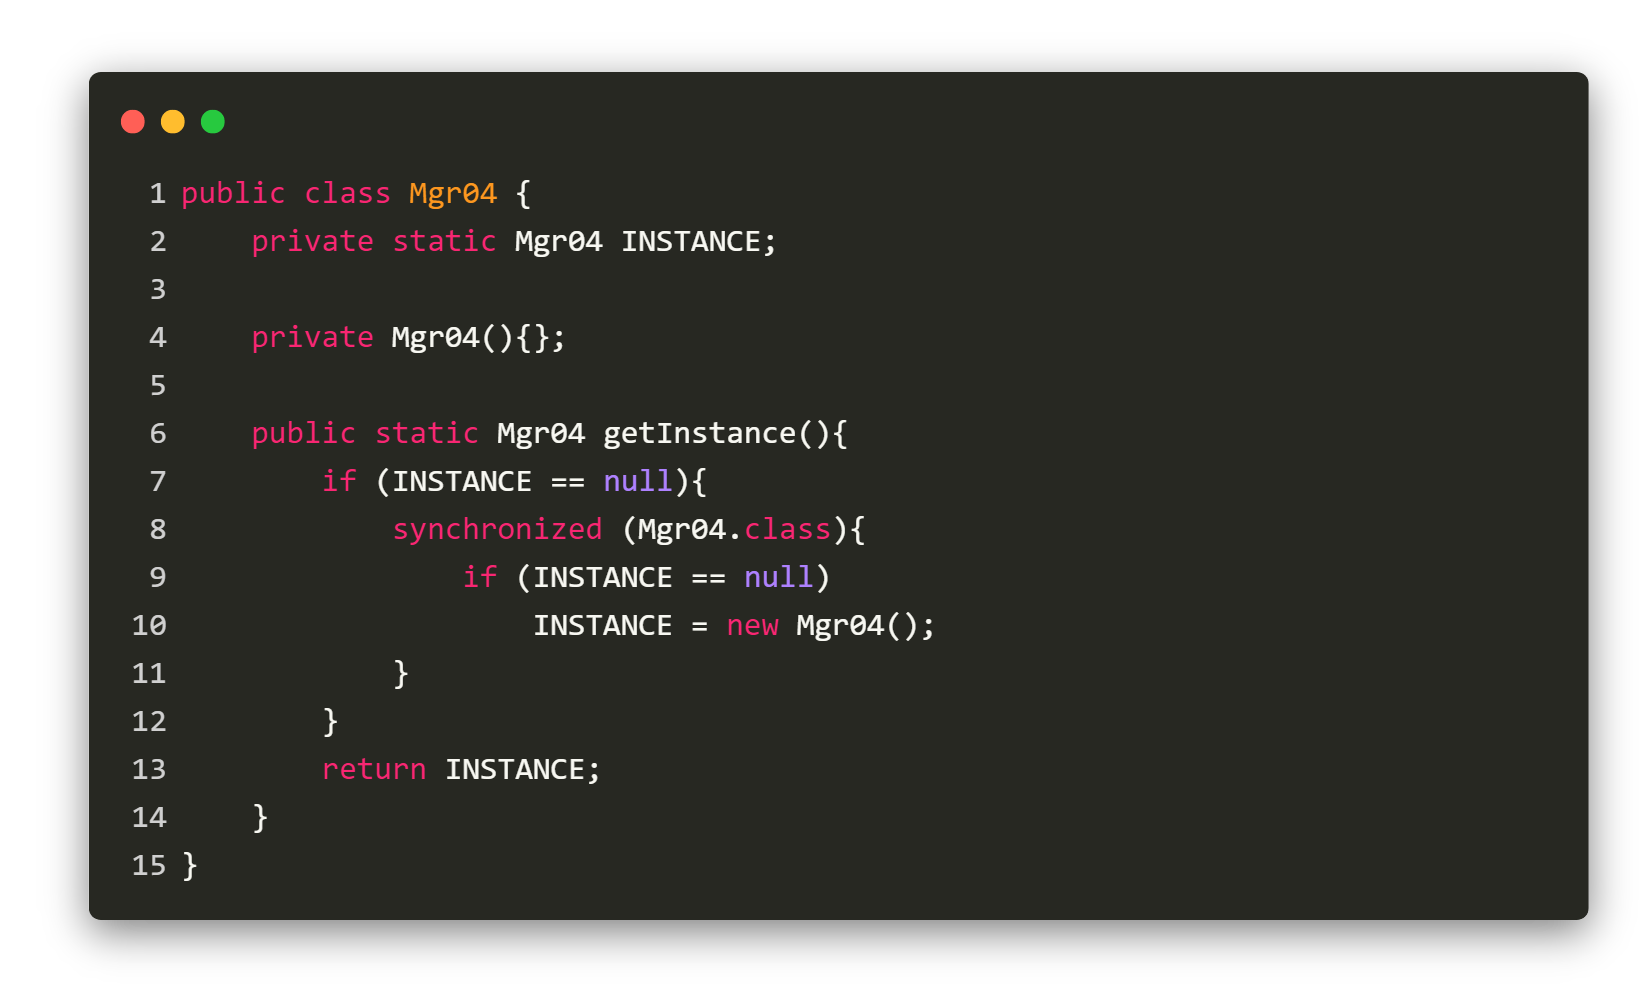 1 public class Mgr04 {
2     private static Mgr04 INSTANCE;
3
4     private Mgr04(){};
5
6     public static Mgr04 getInstance(){
7         if (INSTANCE == null){
8             synchronized (Mgr04.class){
9                 if (INSTANCE == null)
10                     INSTANCE = new Mgr04();
11             }
12         }
13         return INSTANCE;
14     }
15 }